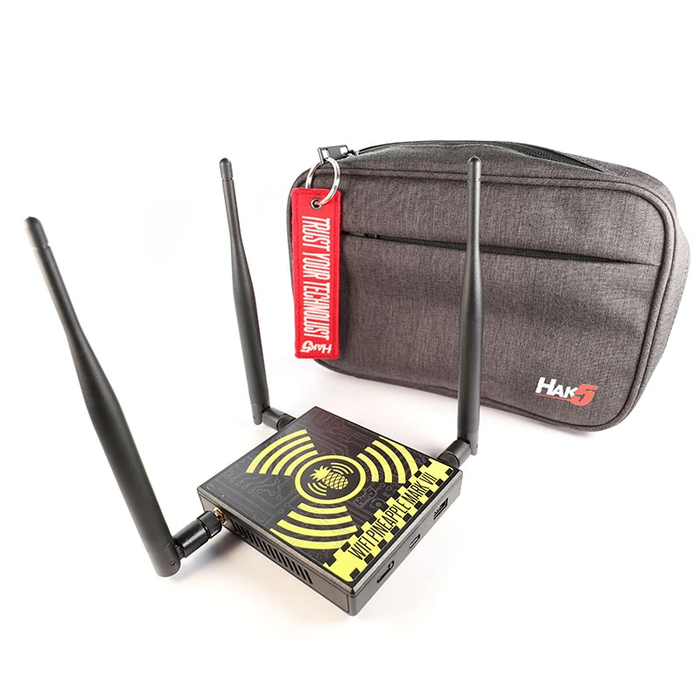 TRUST YOUR TECHNOLUST
HAK5
HAK5
WIFI PINEAPPLE MARK VII